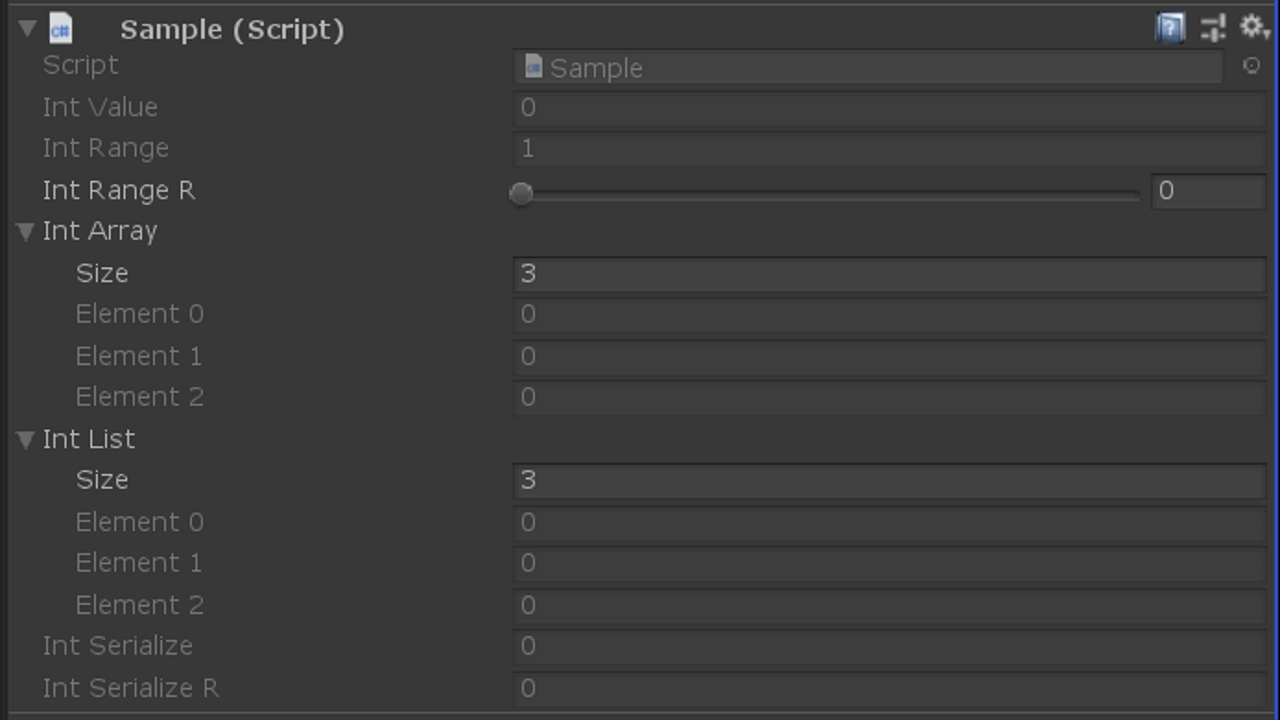 Sample (Script)
Script Sample
Int Value 0
Int Range 1
Int Range R 0
Int Array
Size 3
Element 0 0
Element 1 0
Element 2 0
Int List
Size 3
Element 0 0
Element 1 0
Element 2 0
Int Serialize 0
Int Serialize R 0